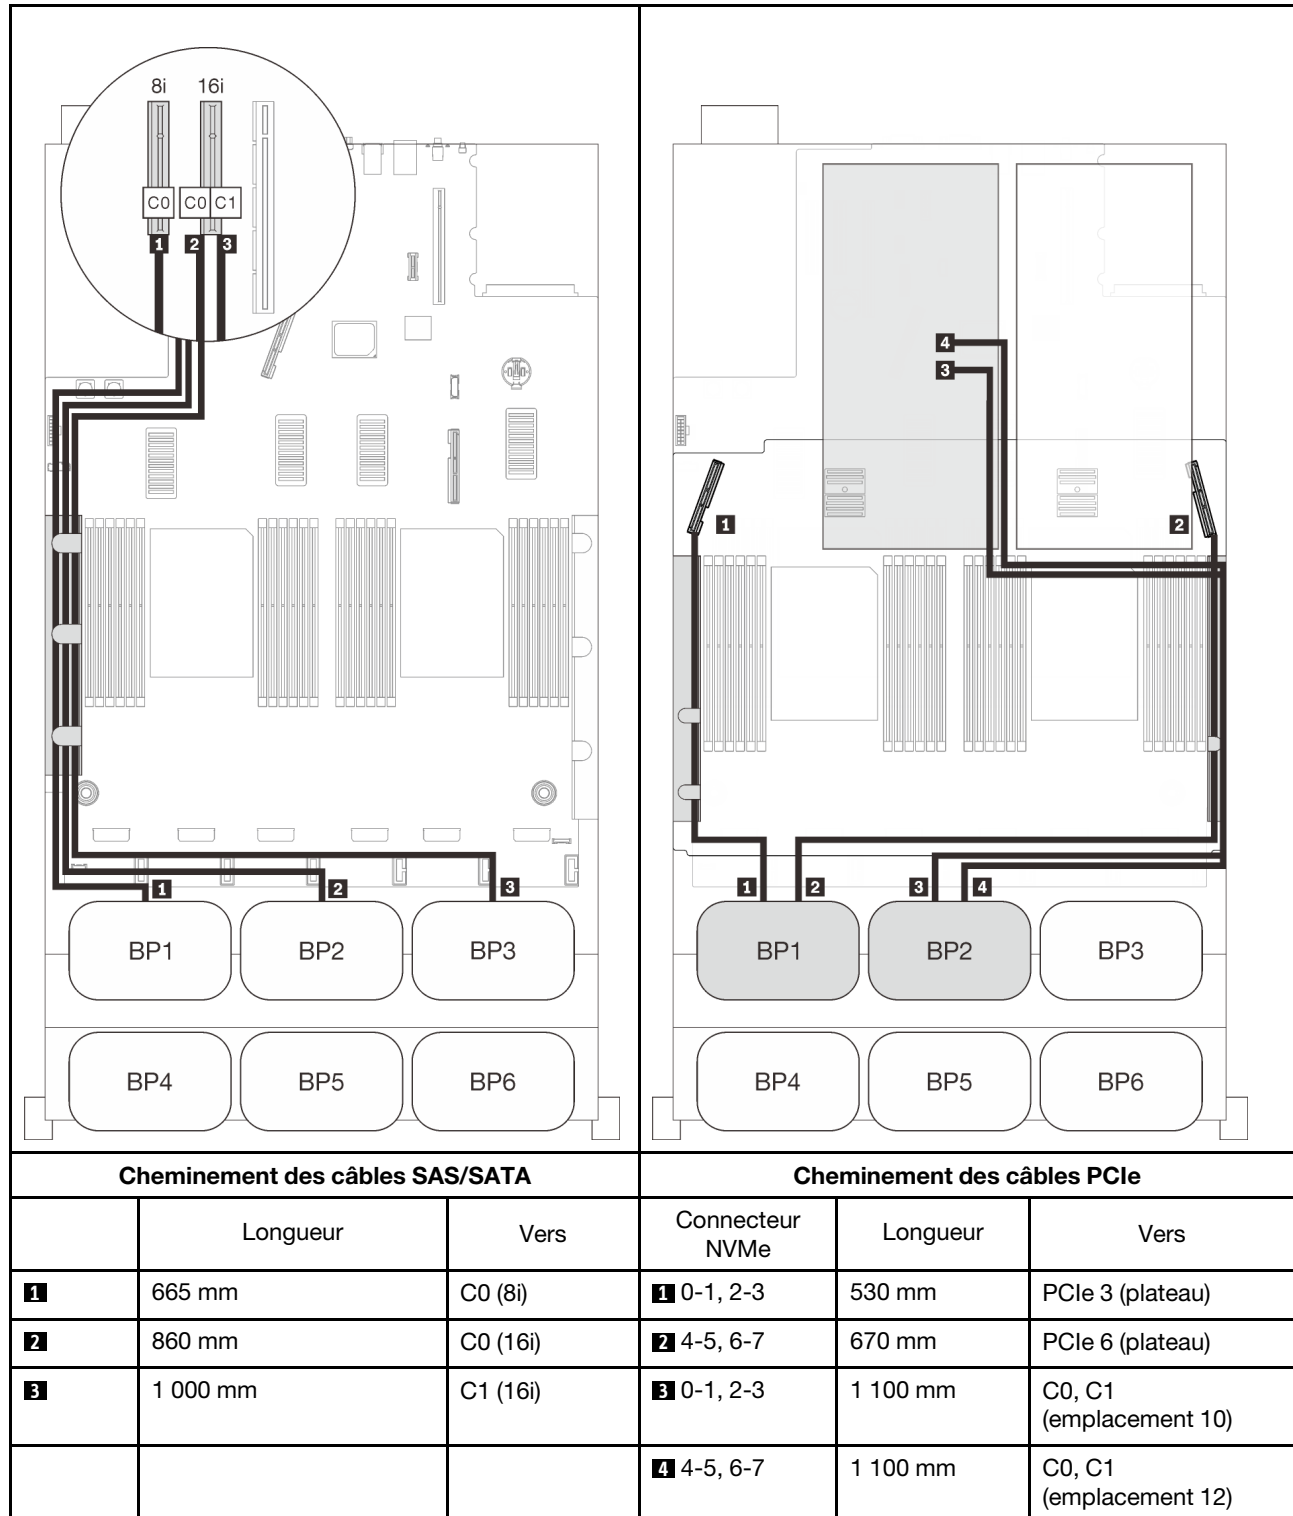 8i 16i
C0 C0 C1
1 2 3
1 2 3
BP1 BP2 BP3
BP4 BP5 BP6
4
3
1 2
1 2 3 4
BP1 BP2 BP3
BP4 BP5 BP6
Cheminement des câbles SAS/SATA
Cheminement des câbles PCIe
Longueur Vers
Connecteur
NVMe
Longueur Vers
1 665 mm C0 (8i)
1 0-1, 2-3 530 mm PCIe 3 (plateau)
2 860 mm C0 (16i)
2 4-5, 6-7 670 mm PCIe 6 (plateau)
3 1 000 mm C1 (16i)
3 0-1, 2-3 1 100 mm C0, C1
(emplacement 10)
4 4-5, 6-7 1 100 mm C0, C1
(emplacement 12)